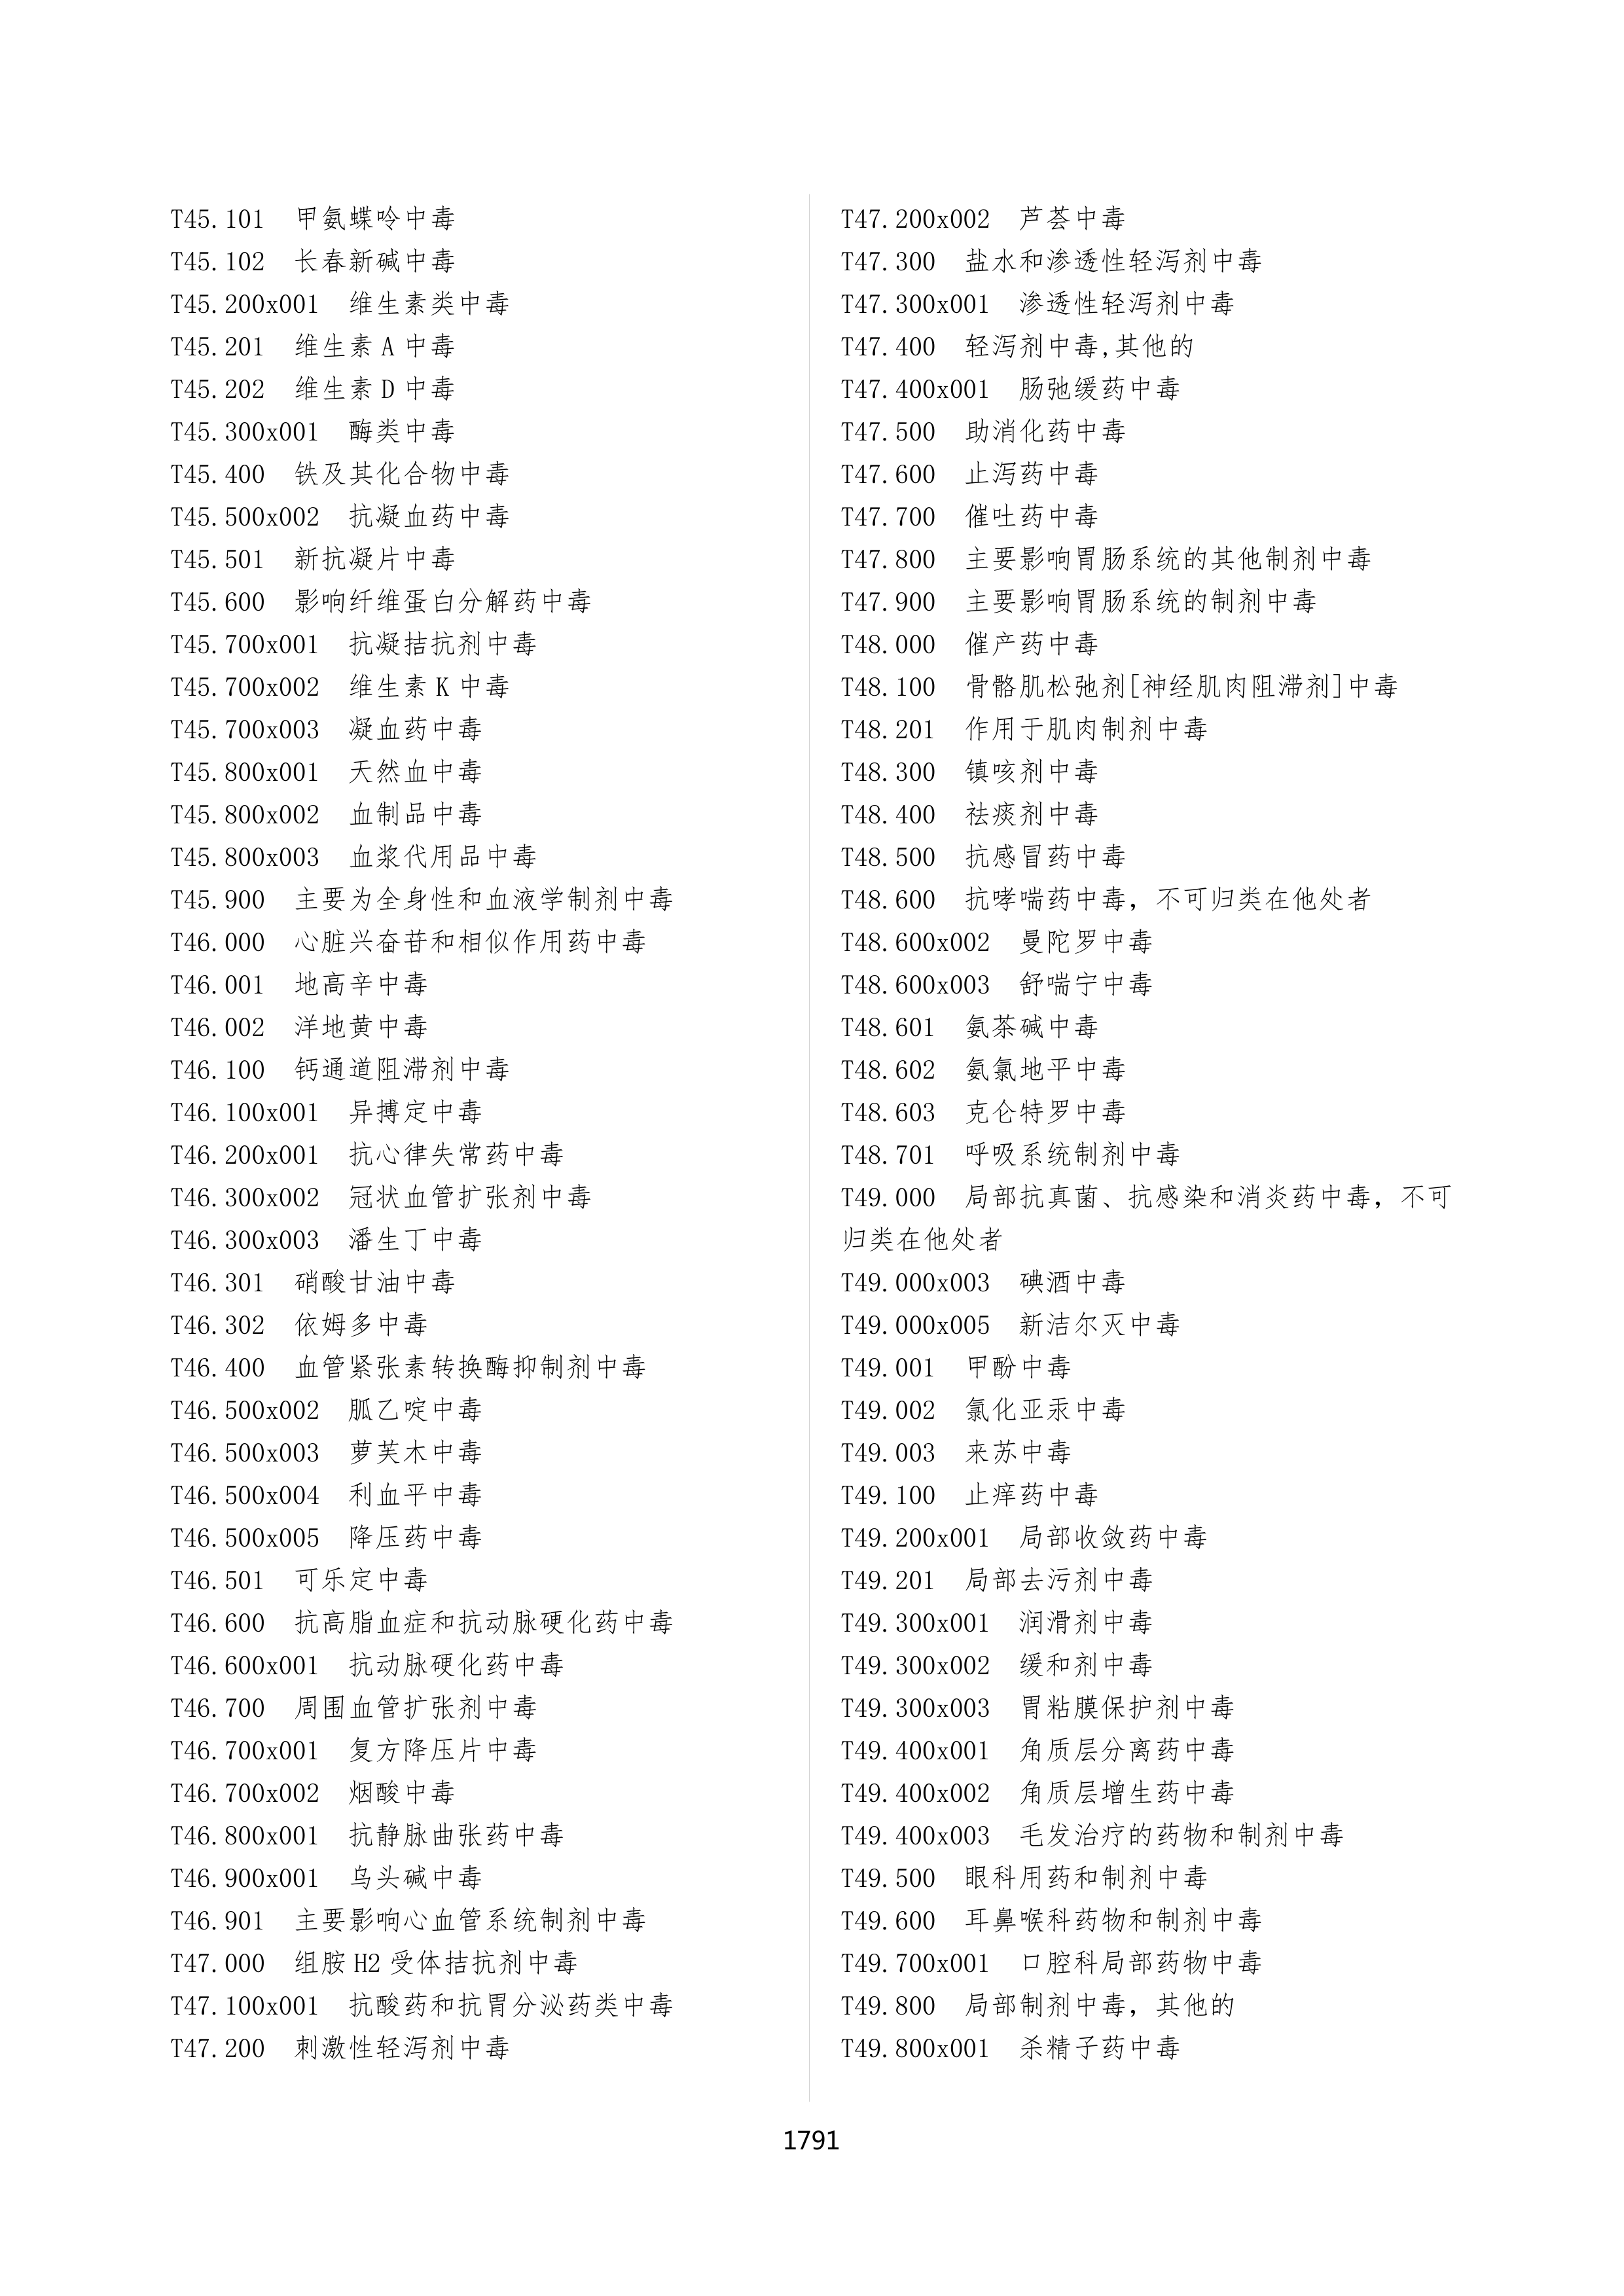 T45.101 甲氨蝶呤中毒
T45.102 长春新碱中毒
T45.200x001 维生素类中毒
T45.201 维生素 A 中毒
T45.202 维生素 D 中毒
T45.300x001 酶类中毒
T45.400 铁及其化合物中毒
T45.500x002 抗凝血药中毒
T45.501 新抗凝片中毒
T45.600 影响纤维蛋白分解药中毒
T45.700x001 抗凝拮抗剂中毒
T45.700x002 维生素 K 中毒
T45.700x003 凝血药中毒
T45.800x001 天然血中毒
T45.800x002 血制品中毒
T45.800x003 血浆代用品中毒
T45.900 主要为全身性和血液学制剂中毒
T46.000 心脏兴奋苷和相似作用药中毒
T46.001 地高辛中毒
T46.002 洋地黄中毒
T46.100 钙通道阻滞剂中毒
T46.100x001 异搏定中毒
T46.200x001 抗心律失常药中毒
T46.300x002 冠状血管扩张剂中毒
T46.300x003 潘生丁中毒
T46.301 硝酸甘油中毒
T46.302 依姆多中毒
T46.400 血管紧张素转换酶抑制剂中毒
T46.500x002 胍乙啶中毒
T46.500x003 萝芙木中毒
T46.500x004 利血平中毒
T46.500x005 降压药中毒
T46.501 可乐定中毒
T46.600 抗高脂血症和抗动脉硬化药中毒
T46.600x001 抗动脉硬化药中毒
T46.700 周围血管扩张剂中毒
T46.700x001 复方降压片中毒
T46.700x002 烟酸中毒
T46.800x001 抗静脉曲张药中毒
T46.900x001 乌头碱中毒
T46.901 主要影响心血管系统制剂中毒
T47.000 组胺 H2 受体拮抗剂中毒
T47.100x001 抗酸药和抗胃分泌药类中毒
T47.200 刺激性轻泻剂中毒
T47.200x002 芦荟中毒
T47.300 盐水和渗透性轻泻剂中毒
T47.300x001 渗透性轻泻剂中毒
T47.400 轻泻剂中毒,其他的
T47.400x001 肠弛缓药中毒
T47.500 助消化药中毒
T47.600 止泻药中毒
T47.700 催吐药中毒
T47.800 主要影响胃肠系统的其他制剂中毒
T47.900 主要影响胃肠系统的制剂中毒
T48.000 催产药中毒
T48.100 骨骼肌松弛剂[神经肌肉阻滞剂]中毒
T48.201 作用于肌肉制剂中毒
T48.300 镇咳剂中毒
T48.400 祛痰剂中毒
T48.500 抗感冒药中毒
T48.600 抗哮喘药中毒，不可归类在他处者
T48.600x002 曼陀罗中毒
T48.600x003 舒喘宁中毒
T48.601 氨茶碱中毒
T48.602 氨氯地平中毒
T48.603 克仑特罗中毒
T48.701 呼吸系统制剂中毒
T49.000 局部抗真菌、抗感染和消炎药中毒，不可
归类在他处者
T49.000x003 碘酒中毒
T49.000x005 新洁尔灭中毒
T49.001 甲酚中毒
T49.002 氯化亚汞中毒
T49.003 来苏中毒
T49.100 止痒药中毒
T49.200x001 局部收敛药中毒
T49.201 局部去污剂中毒
T49.300x001 润滑剂中毒
T49.300x002 缓和剂中毒
T49.300x003 胃粘膜保护剂中毒
T49.400x001 角质层分离药中毒
T49.400x002 角质层增生药中毒
T49.400x003 毛发治疗的药物和制剂中毒
T49.500 眼科用药和制剂中毒
T49.600 耳鼻喉科药物和制剂中毒
T49.700x001 口腔科局部药物中毒
T49.800 局部制剂中毒，其他的
T49.800x001 杀精子药中毒
1791